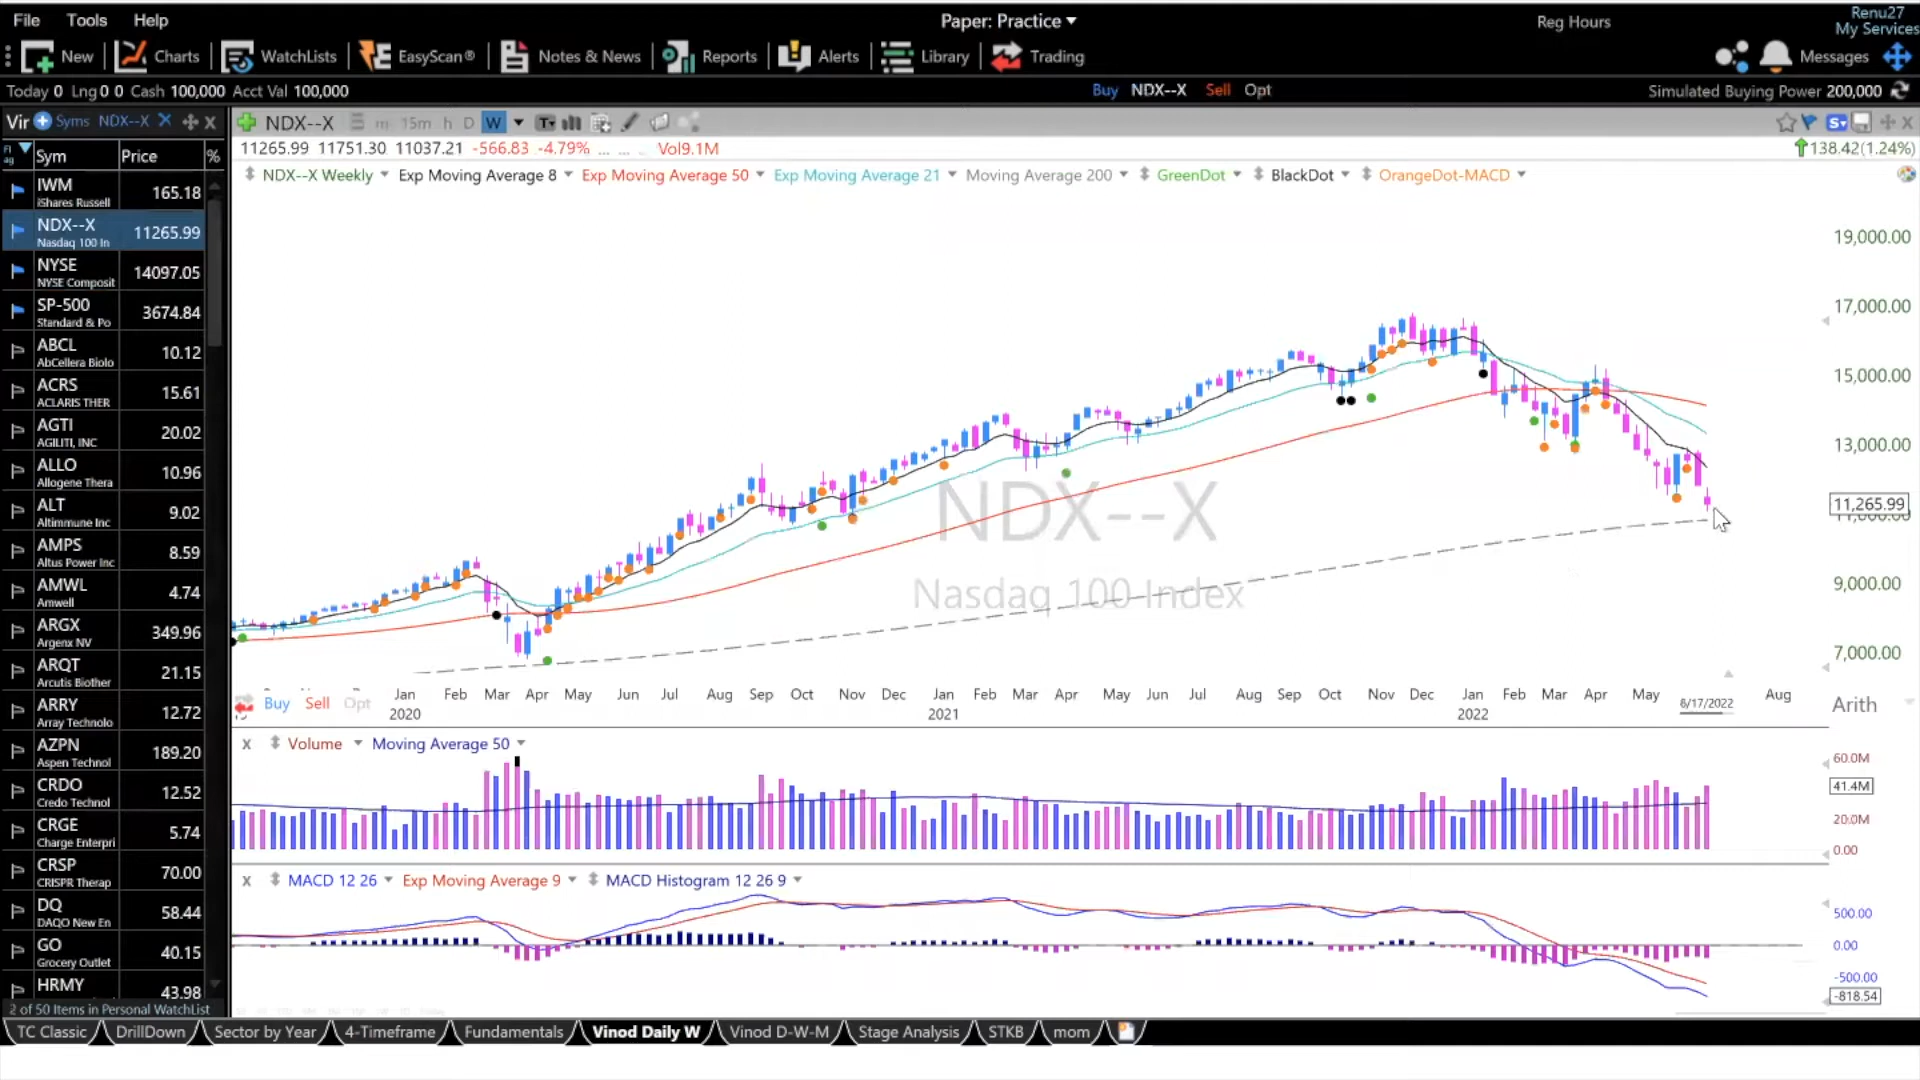 File Tools Help Paper: Practice Reg Hours Renu27
My Services
New Charts WatchLists EasyScan® Notes & News Reports Alerts Library Trading Messages
Today 0 Lng 0 0 Cash 100,000 Acct Val 100,000 Buy NDX--X Sell Opt Simulated Buying Power 200,000
Vir Syms NDX--X X
Sym Price %
IWM 165.18
iShares Russell
NDX--X 11265.99
Nasdaq 100 In
NYSE 14097.05
NYSE Composit
SP-500 3674.84
Standard & Po
ABCL 10.12
AbCellera Biolo
ACRS 15.61
ACLARIS THER
AGTI 20.02
AGILITI, INC
ALLO 10.96
Allogene Thera
ALT 9.02
Altimmune Inc
AMPS 8.59
Altus Power Inc
AMWL 4.74
Amwell
ARGX 349.96
Argenx NV
ARQT 21.15
Arcutis Biother
ARRY 12.72
Array Technolo
AZPN 189.20
Aspen Technol
CRDO 12.52
Credo Technol
CRGE 5.74
Charge Enterpri
CRSP 70.00
CRISPR Therap
DQ 58.44
DAQO New En
GO 40.15
Grocery Outlet
HRMY 43.98
2 of 50 Items in Personal WatchList
NDX--X m 15m h D W T
11265.99 11751.30 11037.21 -566.83 -4.79% ... ... Vol9.1M 138.42(1.24%)
NDX--X Weekly Exp Moving Average 8 Exp Moving Average 50 Exp Moving Average 21 Moving Average 200 GreenDot BlackDot OrangeDot-MACD
19,000.00
17,000.00
15,000.00
13,000.00
11,265.99
9,000.00
7,000.00
NDX--X
Nasdaq 100 Index
Jan Feb Mar Apr May Jun Jul Aug Sep Oct Nov Dec Jan Feb Mar Apr May Jun Jul Aug Sep Oct Nov Dec Jan Feb Mar Apr May Aug
2020 2021 2022 6/17/2022
Buy Sell Opt Arith
X Volume Moving Average 50
60.0M
41.4M
20.0M
0.00
X MACD 12 26 Exp Moving Average 9 MACD Histogram 12 26 9
500.00
0.00
-500.00
-818.54
TC Classic DrillDown Sector by Year 4-Timeframe Fundamentals Vinod Daily W Vinod D-W-M Stage Analysis STKB mom